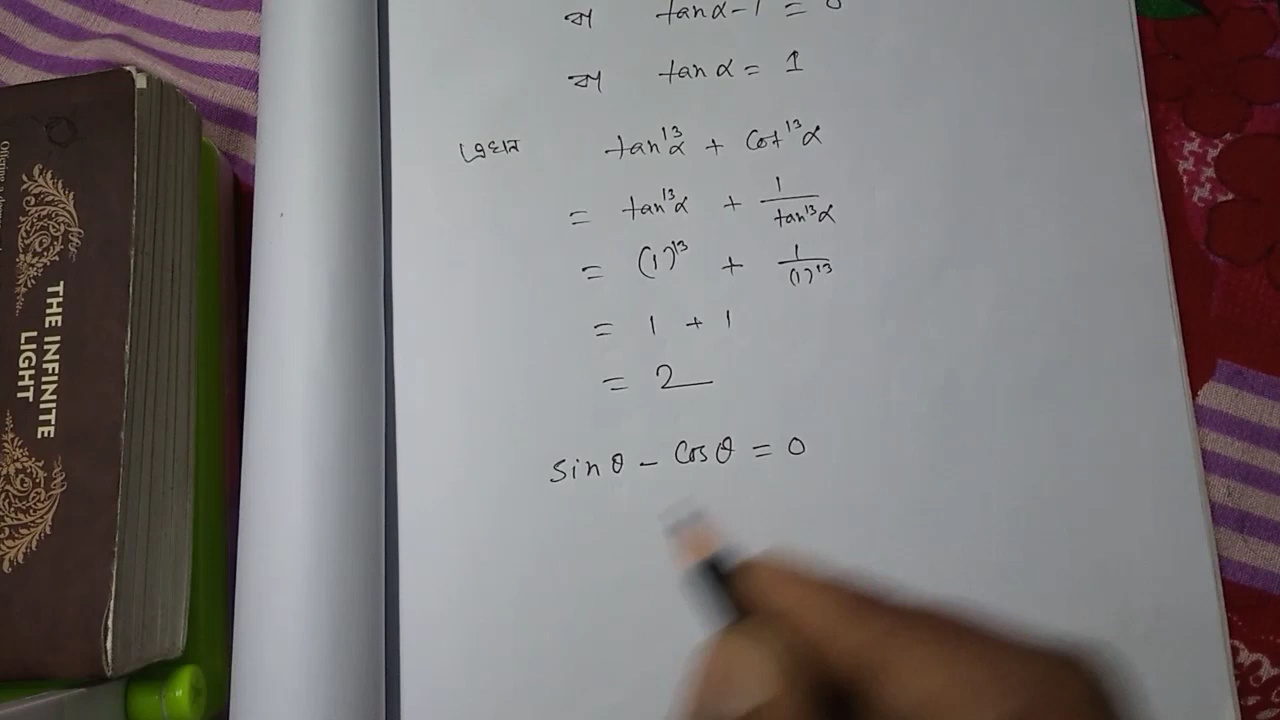 বা tanα - 1 = 0
বা tanα = 1
tan¹³α + cot¹³α
= tan¹³α + 1/tan¹³α
= (1)¹³ + 1/(1)¹³
= 1 + 1
= 2
sinθ - cosθ = 0
THE INFINITE
LIGHT